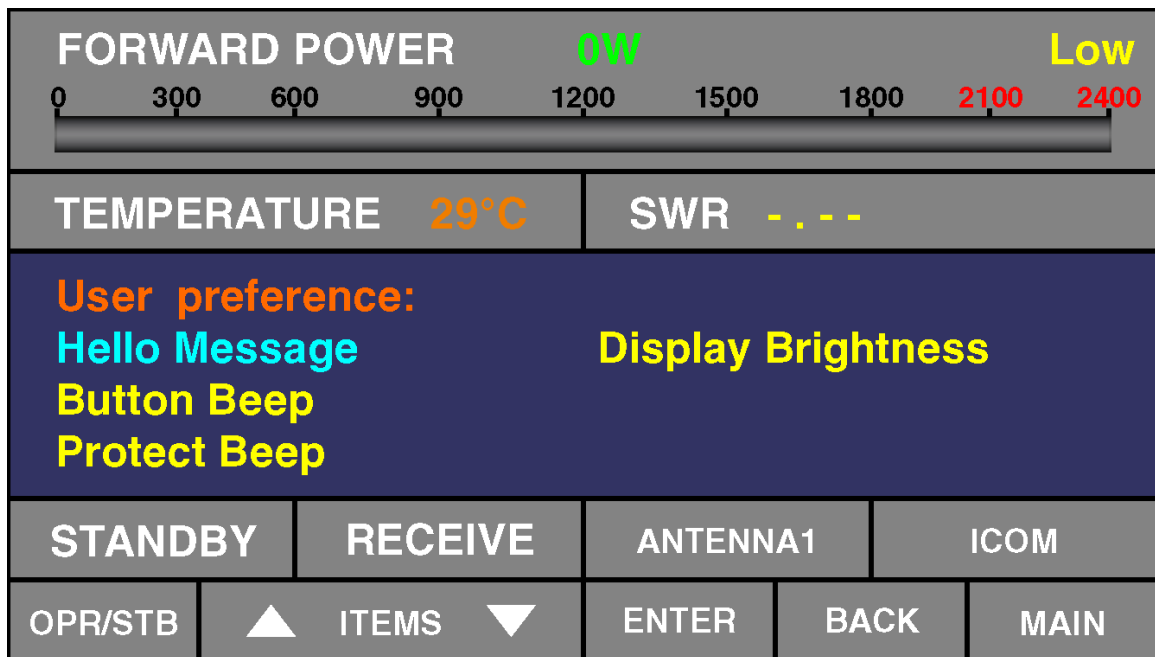 FORWARD POWER 0W Low
0 300 600 900 1200 1500 1800 2100 2400
TEMPERATURE 29°C SWR -.--
User preference:
Hello Message Display Brightness
Button Beep
Protect Beep
STANDBY RECEIVE ANTENNA1 ICOM
OPR/STB ▲ ITEMS ▼ ENTER BACK MAIN